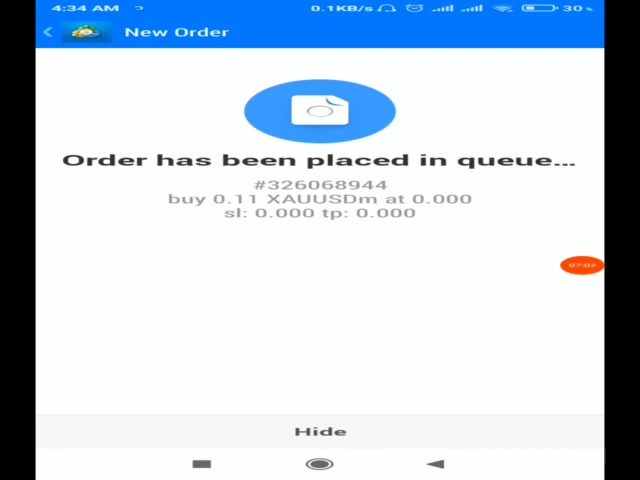 4:34 AM
0.1KB/s
30
New Order
Order has been placed in queue...
#326068944
buy 0.11 XAUUSDm at 0.000
sl: 0.000 tp: 0.000
07:02
Hide